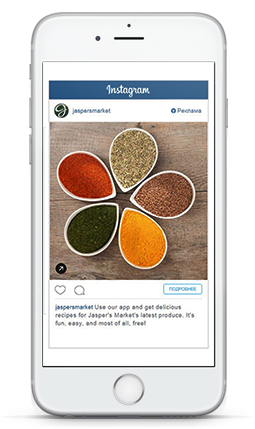 Instagram
jaspersmarket
Реклама
ПОДРОБНЕЕ
jaspersmarket Use our app and get delicious
recipes for Jasper's Market's latest produce. It's
fun, easy, and most of all, free!